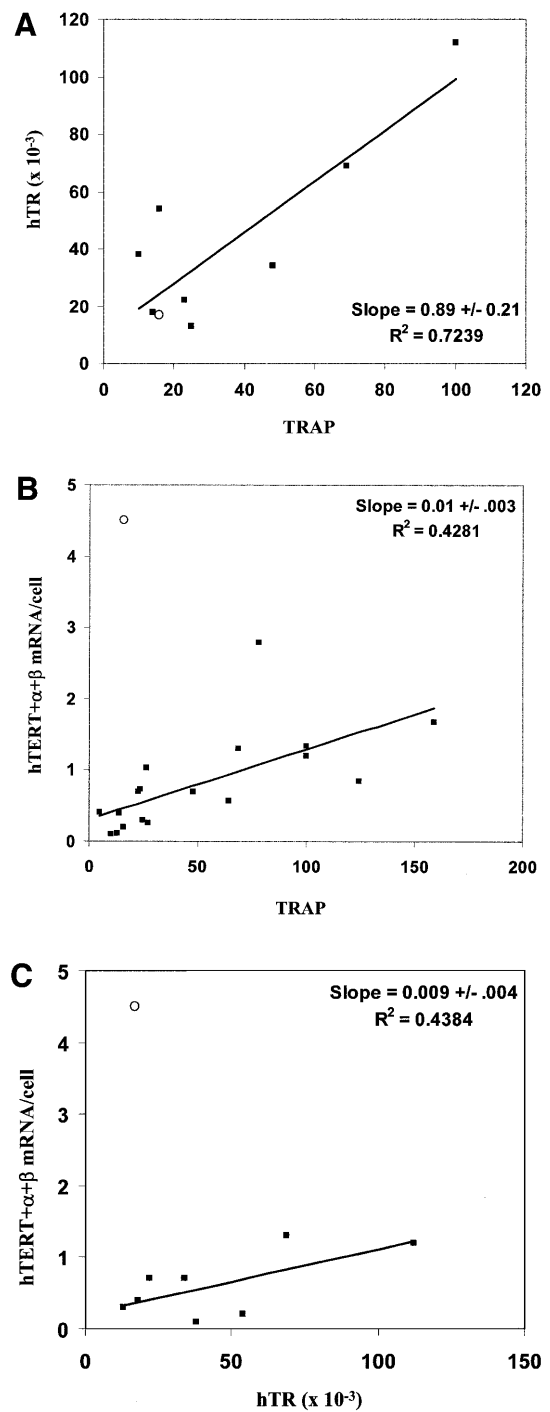 A
120
100
80
60
40
20
0
hTR (x 10⁻³)
Slope = 0.89 +/- 0.21
R² = 0.7239
0 20 40 60 80 100 120
TRAP
B
5
4
3
2
1
0
hTERT+α+β mRNA/cell
Slope = 0.01 +/- .003
R² = 0.4281
0 50 100 150 200
TRAP
C
5
4
3
2
1
0
hTERT+α+β mRNA/cell
Slope = 0.009 +/- .004
R² = 0.4384
0 50 100 150
hTR (x 10⁻³)